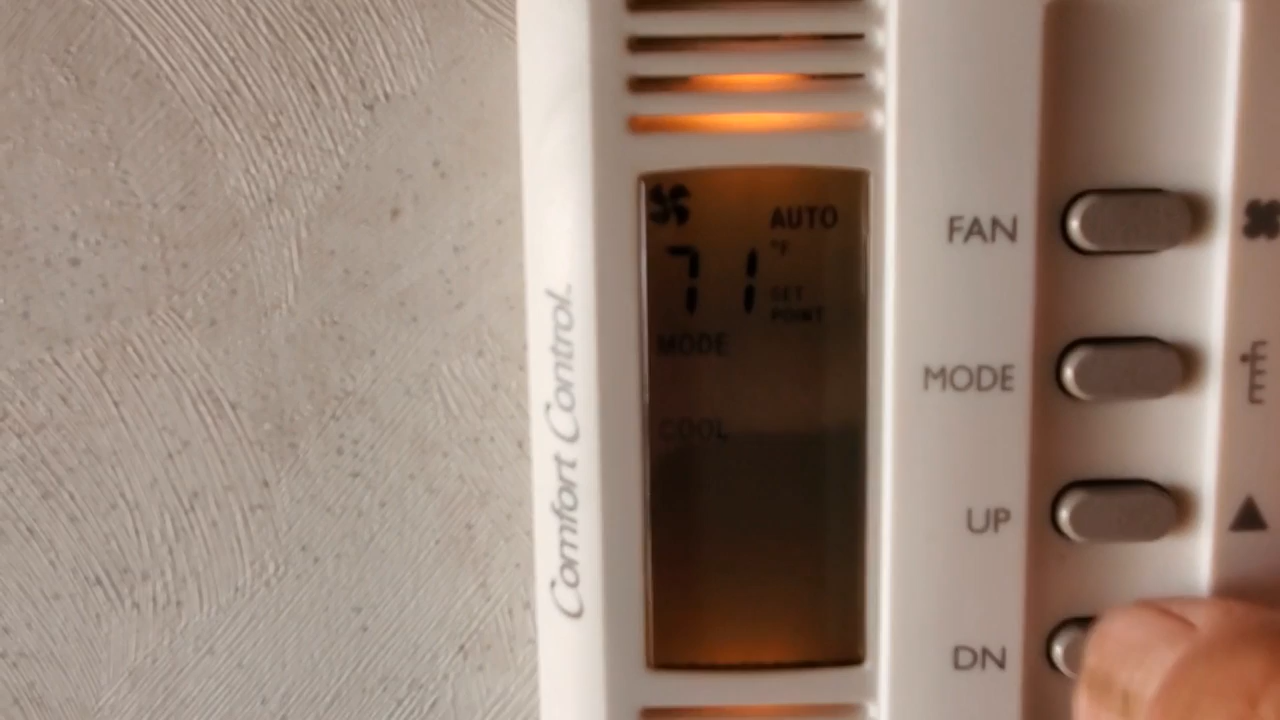 AUTO
71 °F
SET
POINT
MODE
COOL
Comfort Control
FAN
MODE
UP
DN